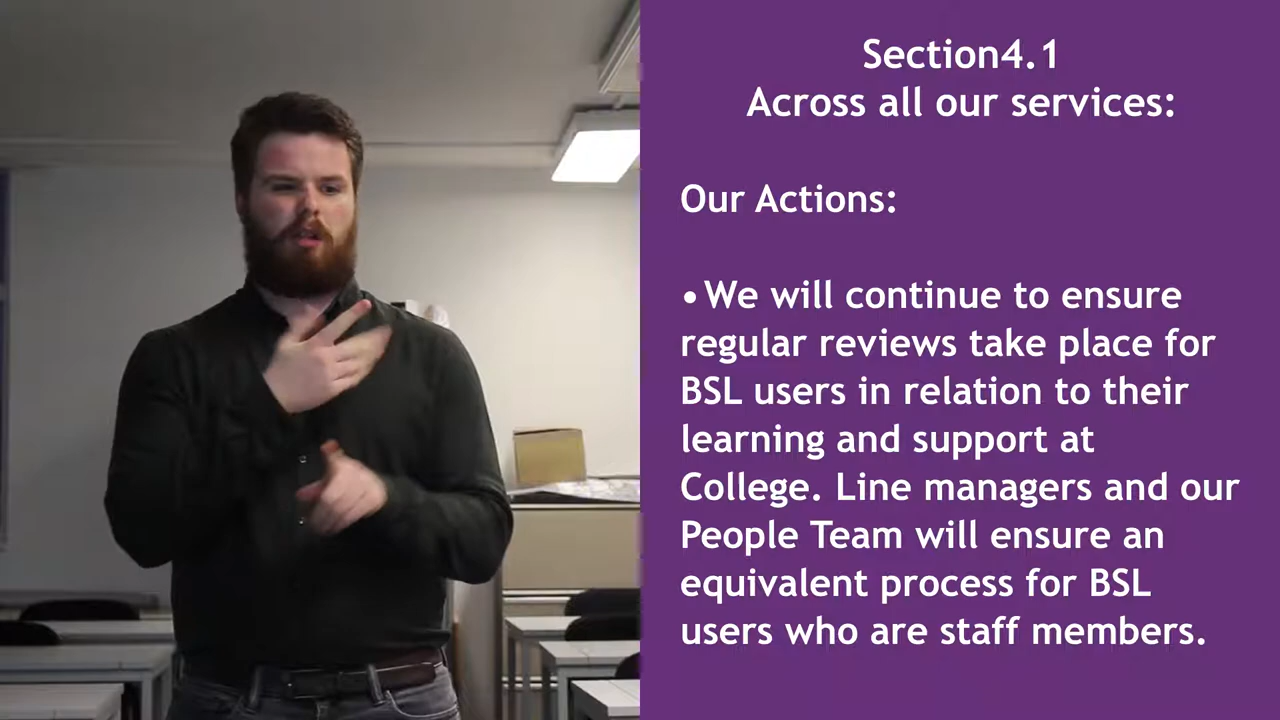 Section4.1
Across all our services:
Our Actions:
•We will continue to ensure
regular reviews take place for
BSL users in relation to their
learning and support at
College. Line managers and our
People Team will ensure an
equivalent process for BSL
users who are staff members.